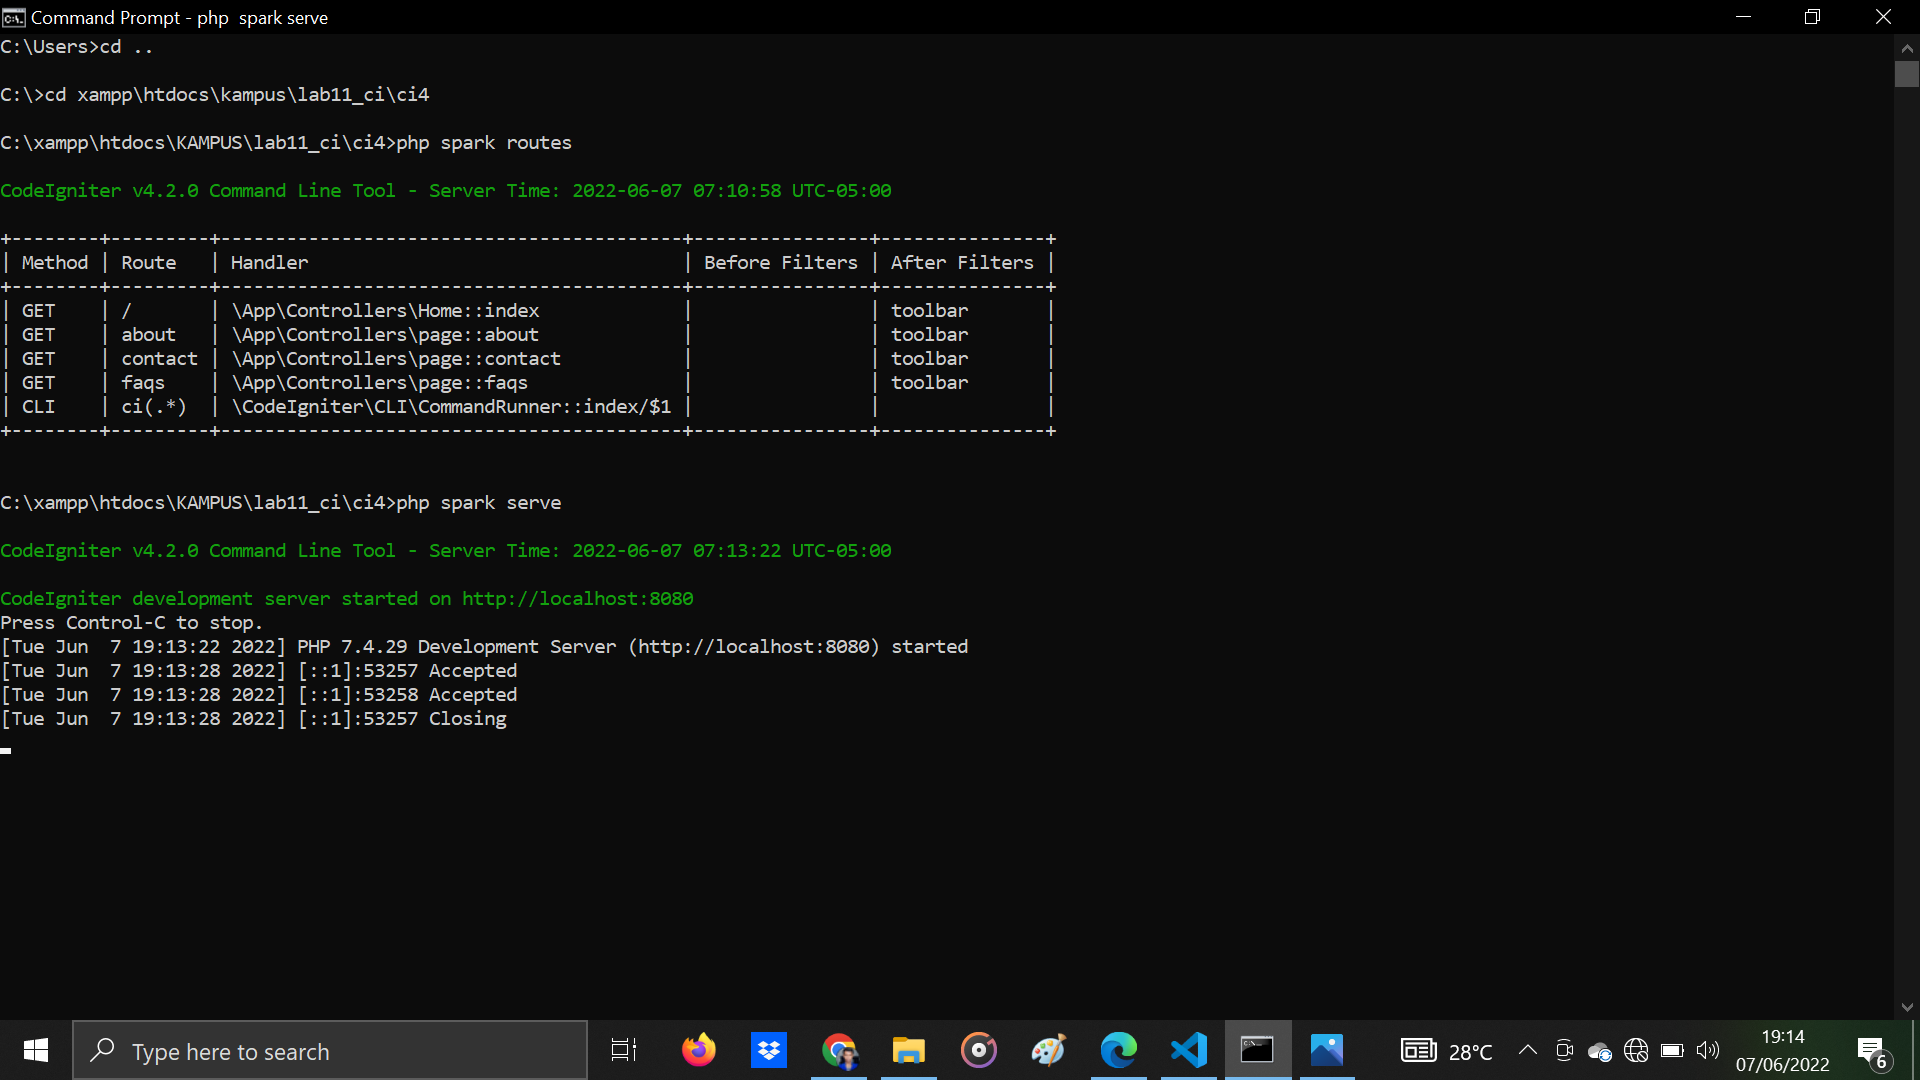 Command Prompt - php  spark serve
C:\Users>cd ..
C:\>cd xampp\htdocs\kampus\lab11_ci\ci4
C:\xampp\htdocs\KAMPUS\lab11_ci\ci4>php spark routes
CodeIgniter v4.2.0 Command Line Tool - Server Time: 2022-06-07 07:10:58 UTC-05:00
+--------+---------+------------------------------------------+----------------+---------------+
| Method | Route   | Handler                                  | Before Filters | After Filters |
+--------+---------+------------------------------------------+----------------+---------------+
| GET    | /       | \App\Controllers\Home::index             |                | toolbar       |
| GET    | about   | \App\Controllers\page::about             |                | toolbar       |
| GET    | contact | \App\Controllers\page::contact           |                | toolbar       |
| GET    | faqs    | \App\Controllers\page::faqs              |                | toolbar       |
| CLI    | ci(.*)  | \CodeIgniter\CLI\CommandRunner::index/$1 |                |               |
+--------+---------+------------------------------------------+----------------+---------------+
C:\xampp\htdocs\KAMPUS\lab11_ci\ci4>php spark serve
CodeIgniter v4.2.0 Command Line Tool - Server Time: 2022-06-07 07:13:22 UTC-05:00
CodeIgniter development server started on http://localhost:8080
Press Control-C to stop.
[Tue Jun  7 19:13:22 2022] PHP 7.4.29 Development Server (http://localhost:8080) started
[Tue Jun  7 19:13:28 2022] [::1]:53257 Accepted
[Tue Jun  7 19:13:28 2022] [::1]:53258 Accepted
[Tue Jun  7 19:13:28 2022] [::1]:53257 Closing
Type here to search
28°C
19:14
07/06/2022
6